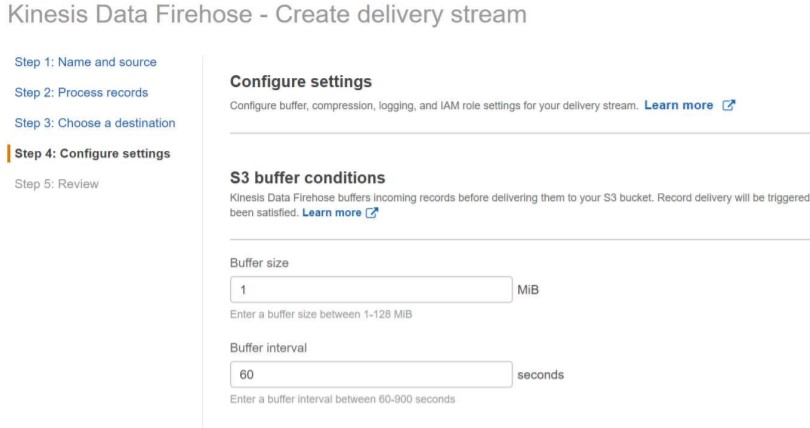 Kinesis Data Firehose - Create delivery stream
Step 1: Name and source
Step 2: Process records
Step 3: Choose a destination
Step 4: Configure settings
Step 5: Review
Configure settings
Configure buffer, compression, logging, and IAM role settings for your delivery stream. Learn more
S3 buffer conditions
Kinesis Data Firehose buffers incoming records before delivering them to your S3 bucket. Record delivery will be triggered
been satisfied. Learn more
Buffer size
1 MiB
Enter a buffer size between 1-128 MiB
Buffer interval
60 seconds
Enter a buffer interval between 60-900 seconds